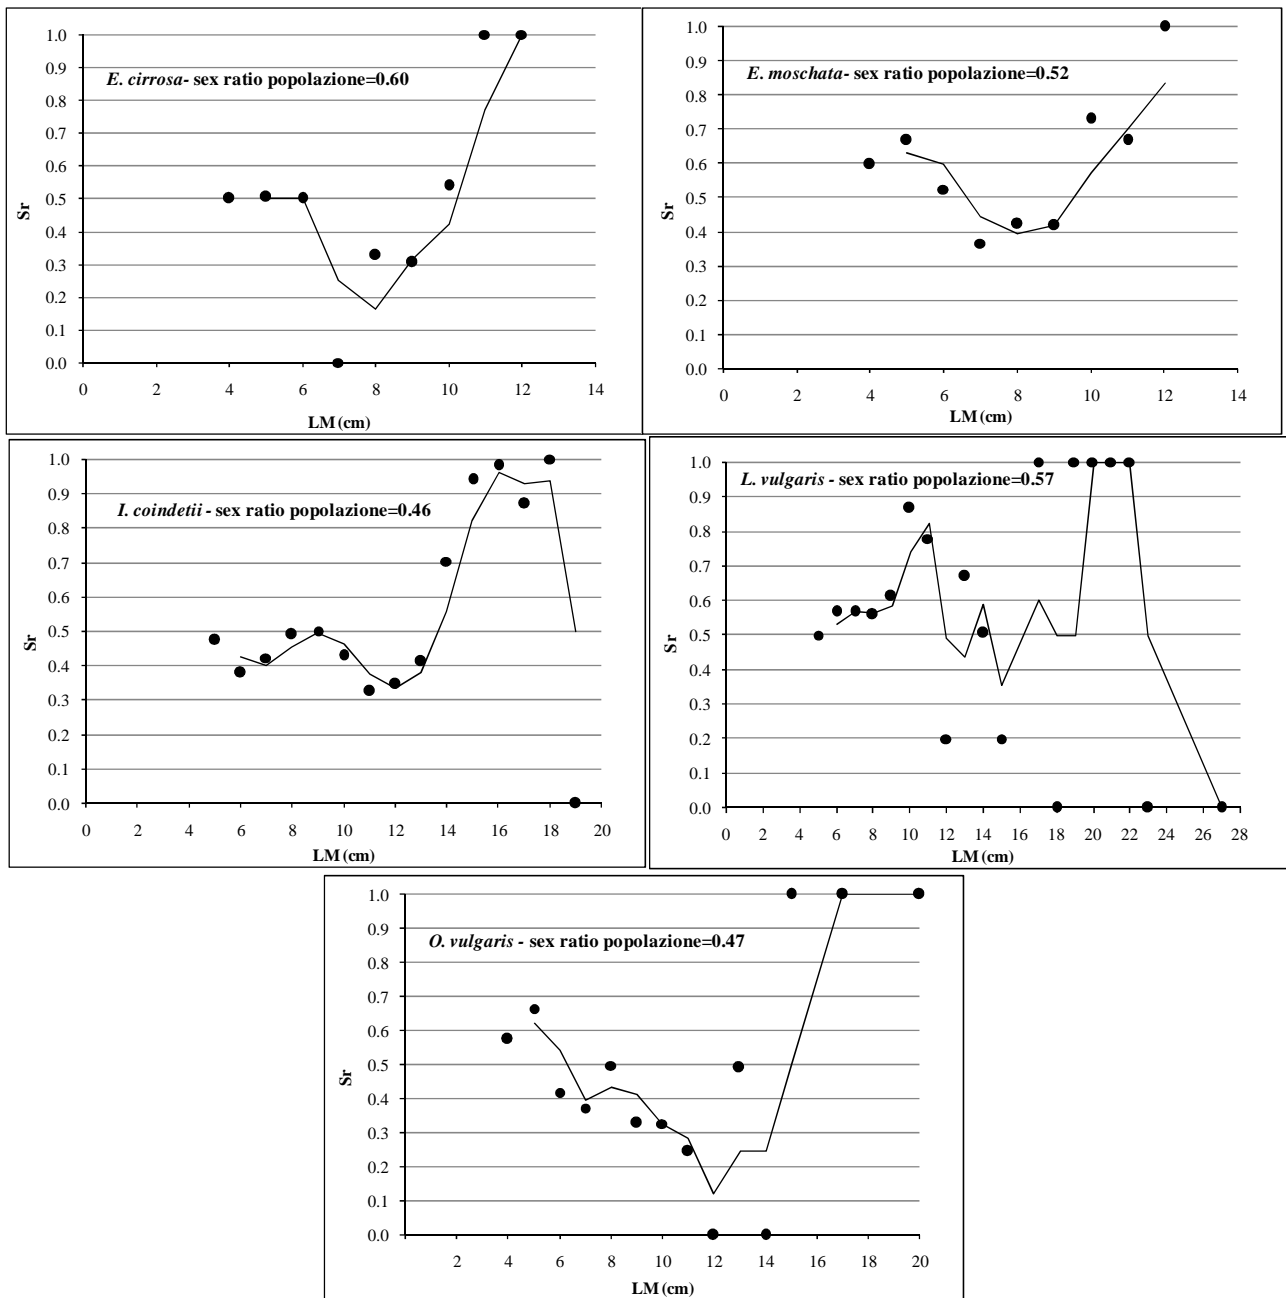 1.0
E. cirrosa- sex ratio popolazione=0.60
0.9
0.8
0.7
0.6
0.5
0.4
0.3
0.2
0.1
0.0
Sr
0 2 4 6 8 10 12 14
LM (cm)
1.0
E. moschata- sex ratio popolazione=0.52
0.9
0.8
0.7
0.6
0.5
0.4
0.3
0.2
0.1
0.0
Sr
0 2 4 6 8 10 12 14
LM (cm)
1.0
0.9
I. coindetii - sex ratio popolazione=0.46
0.8
0.7
0.6
0.5
0.4
0.3
0.2
0.1
0.0
Sr
0 2 4 6 8 10 12 14 16 18 20
LM (cm)
1.0
L. vulgaris - sex ratio popolazione=0.57
0.9
0.8
0.7
0.6
0.5
0.4
0.3
0.2
0.1
0.0
Sr
0 2 4 6 8 10 12 14 16 18 20 22 24 26 28
LM (cm)
1.0
0.9
O. vulgaris - sex ratio popolazione=0.47
0.8
0.7
0.6
0.5
0.4
0.3
0.2
0.1
0.0
Sr
2 4 6 8 10 12 14 16 18 20
LM (cm)